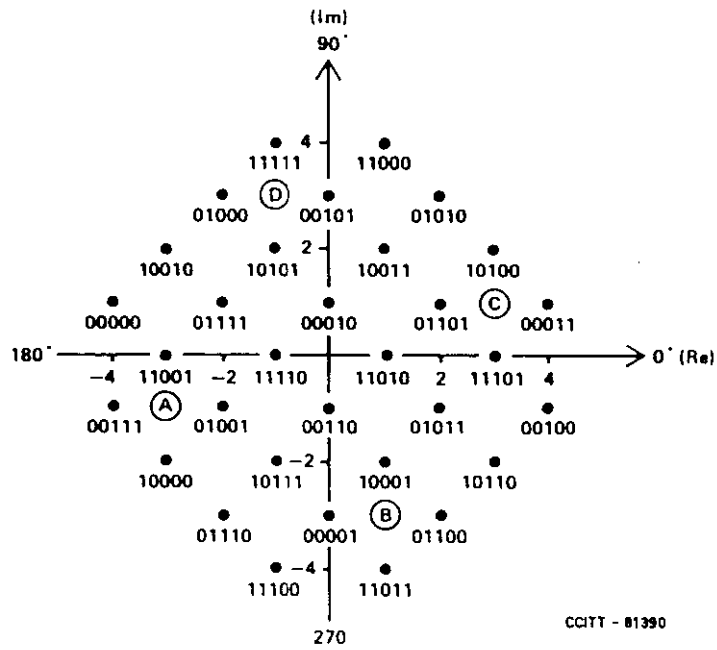 (Im)
90°
4
11111 11000
D
01000 00101 01010
2
10010 10101 10011 10100
C
00000 01111 00010 01101 00011
180° 0° (Re)
-4 11001 -2 11110 11010 2 11101 4
A
00111 01001 00110 01011 00100
-2
10000 10111 10001 10110
B
01110 00001 01100
-4
11100 11011
270
CCITT - 81390